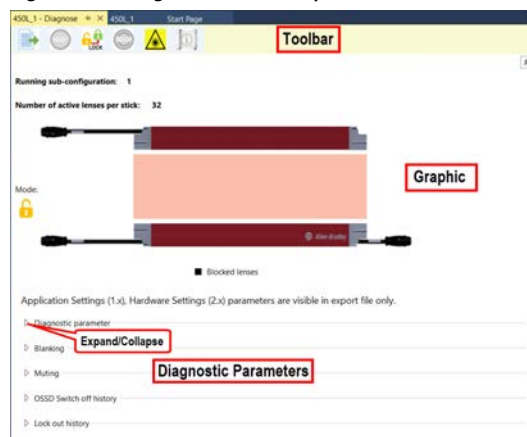 450L_1 - Diagnose
450L_1
Start Page
LOCK
Toolbar
Running sub-configuration: 1
Number of active lenses per stick: 32
Graphic
Mode:
Allen-Bradley
Blocked lenses
Application Settings (1.x), Hardware Settings (2.x) parameters are visible in export file only.
Diagnostic parameter
Expand/Collapse
Blanking
Diagnostic Parameters
Muting
OSSD Switch off history
Lock out history